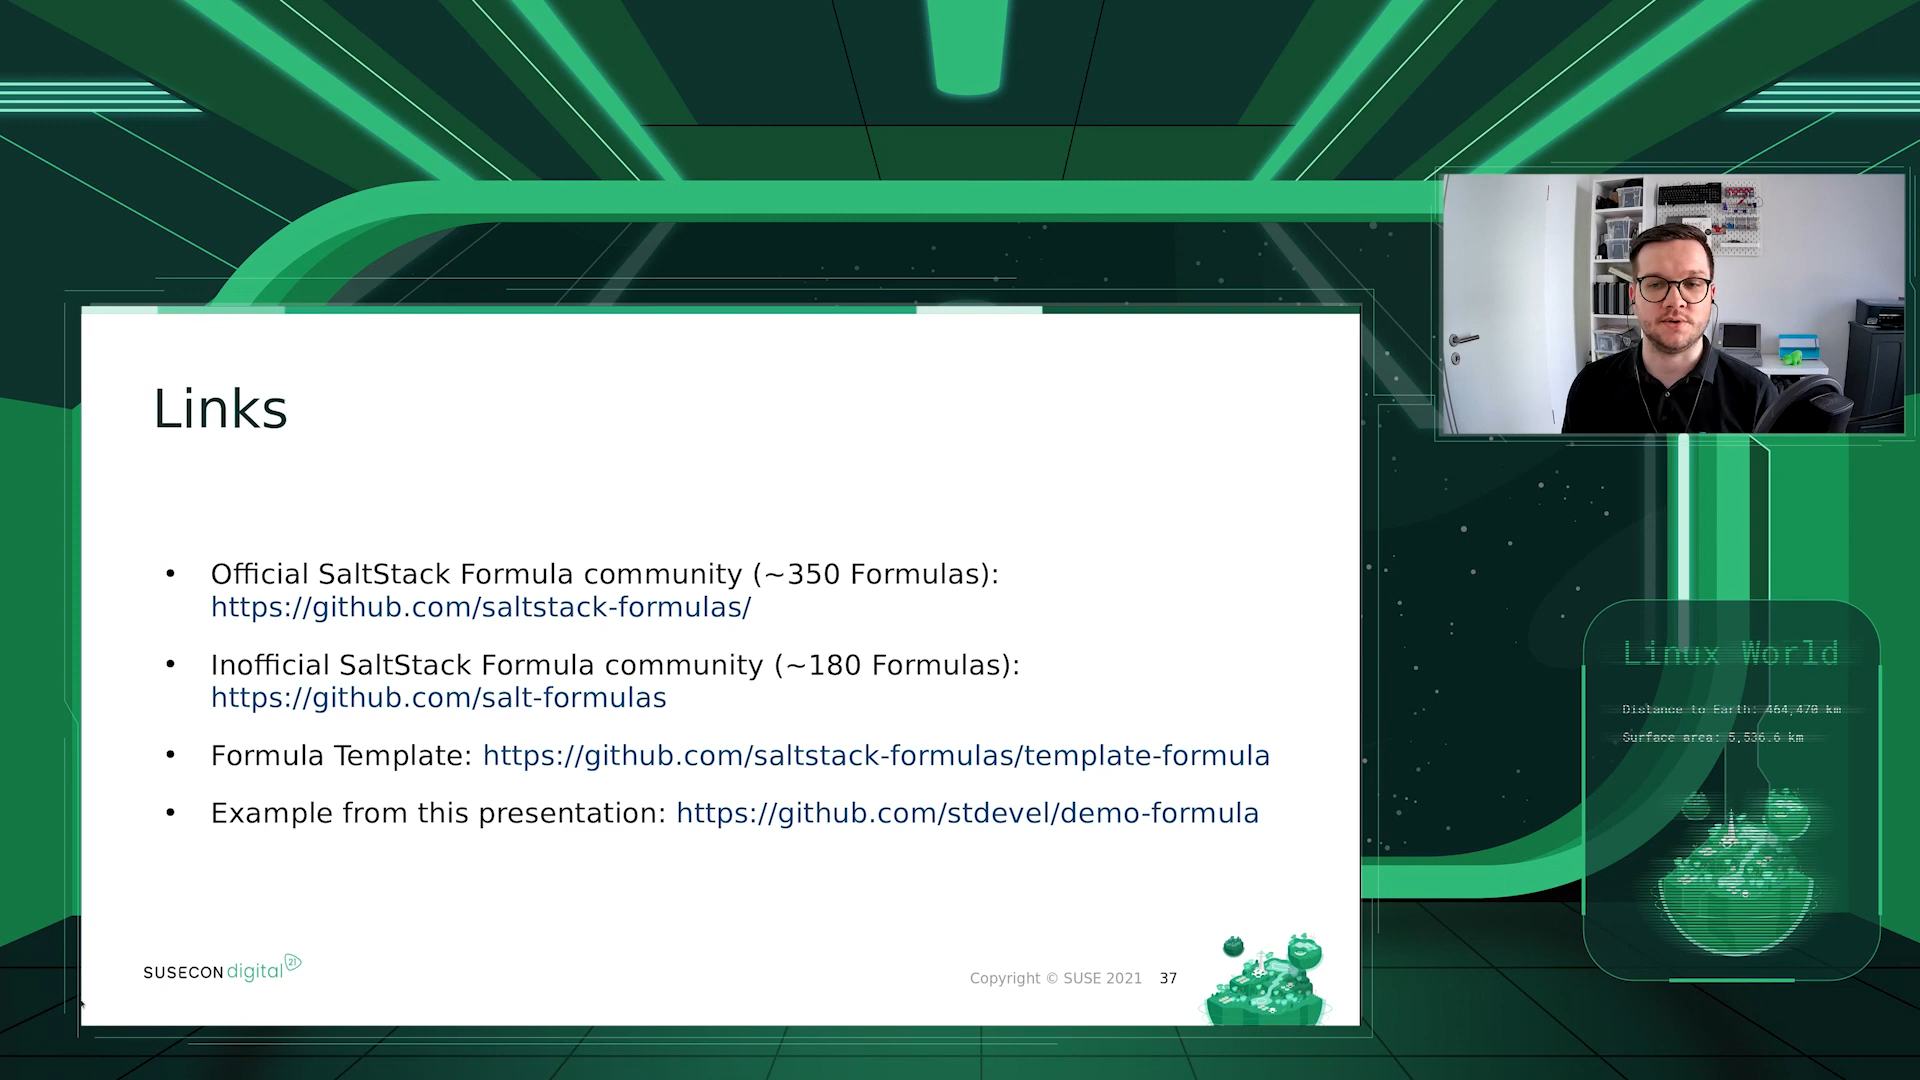 Links
• Official SaltStack Formula community (~350 Formulas):
https://github.com/saltstack-formulas/
• Inofficial SaltStack Formula community (~180 Formulas):
https://github.com/salt-formulas
• Formula Template: https://github.com/saltstack-formulas/template-formula
• Example from this presentation: https://github.com/stdevel/demo-formula
SUSECON digital 21
Copyright © SUSE 2021 37
Linux World
Distance to Earth: 464,470 km
Surface area: 5,536.6 km